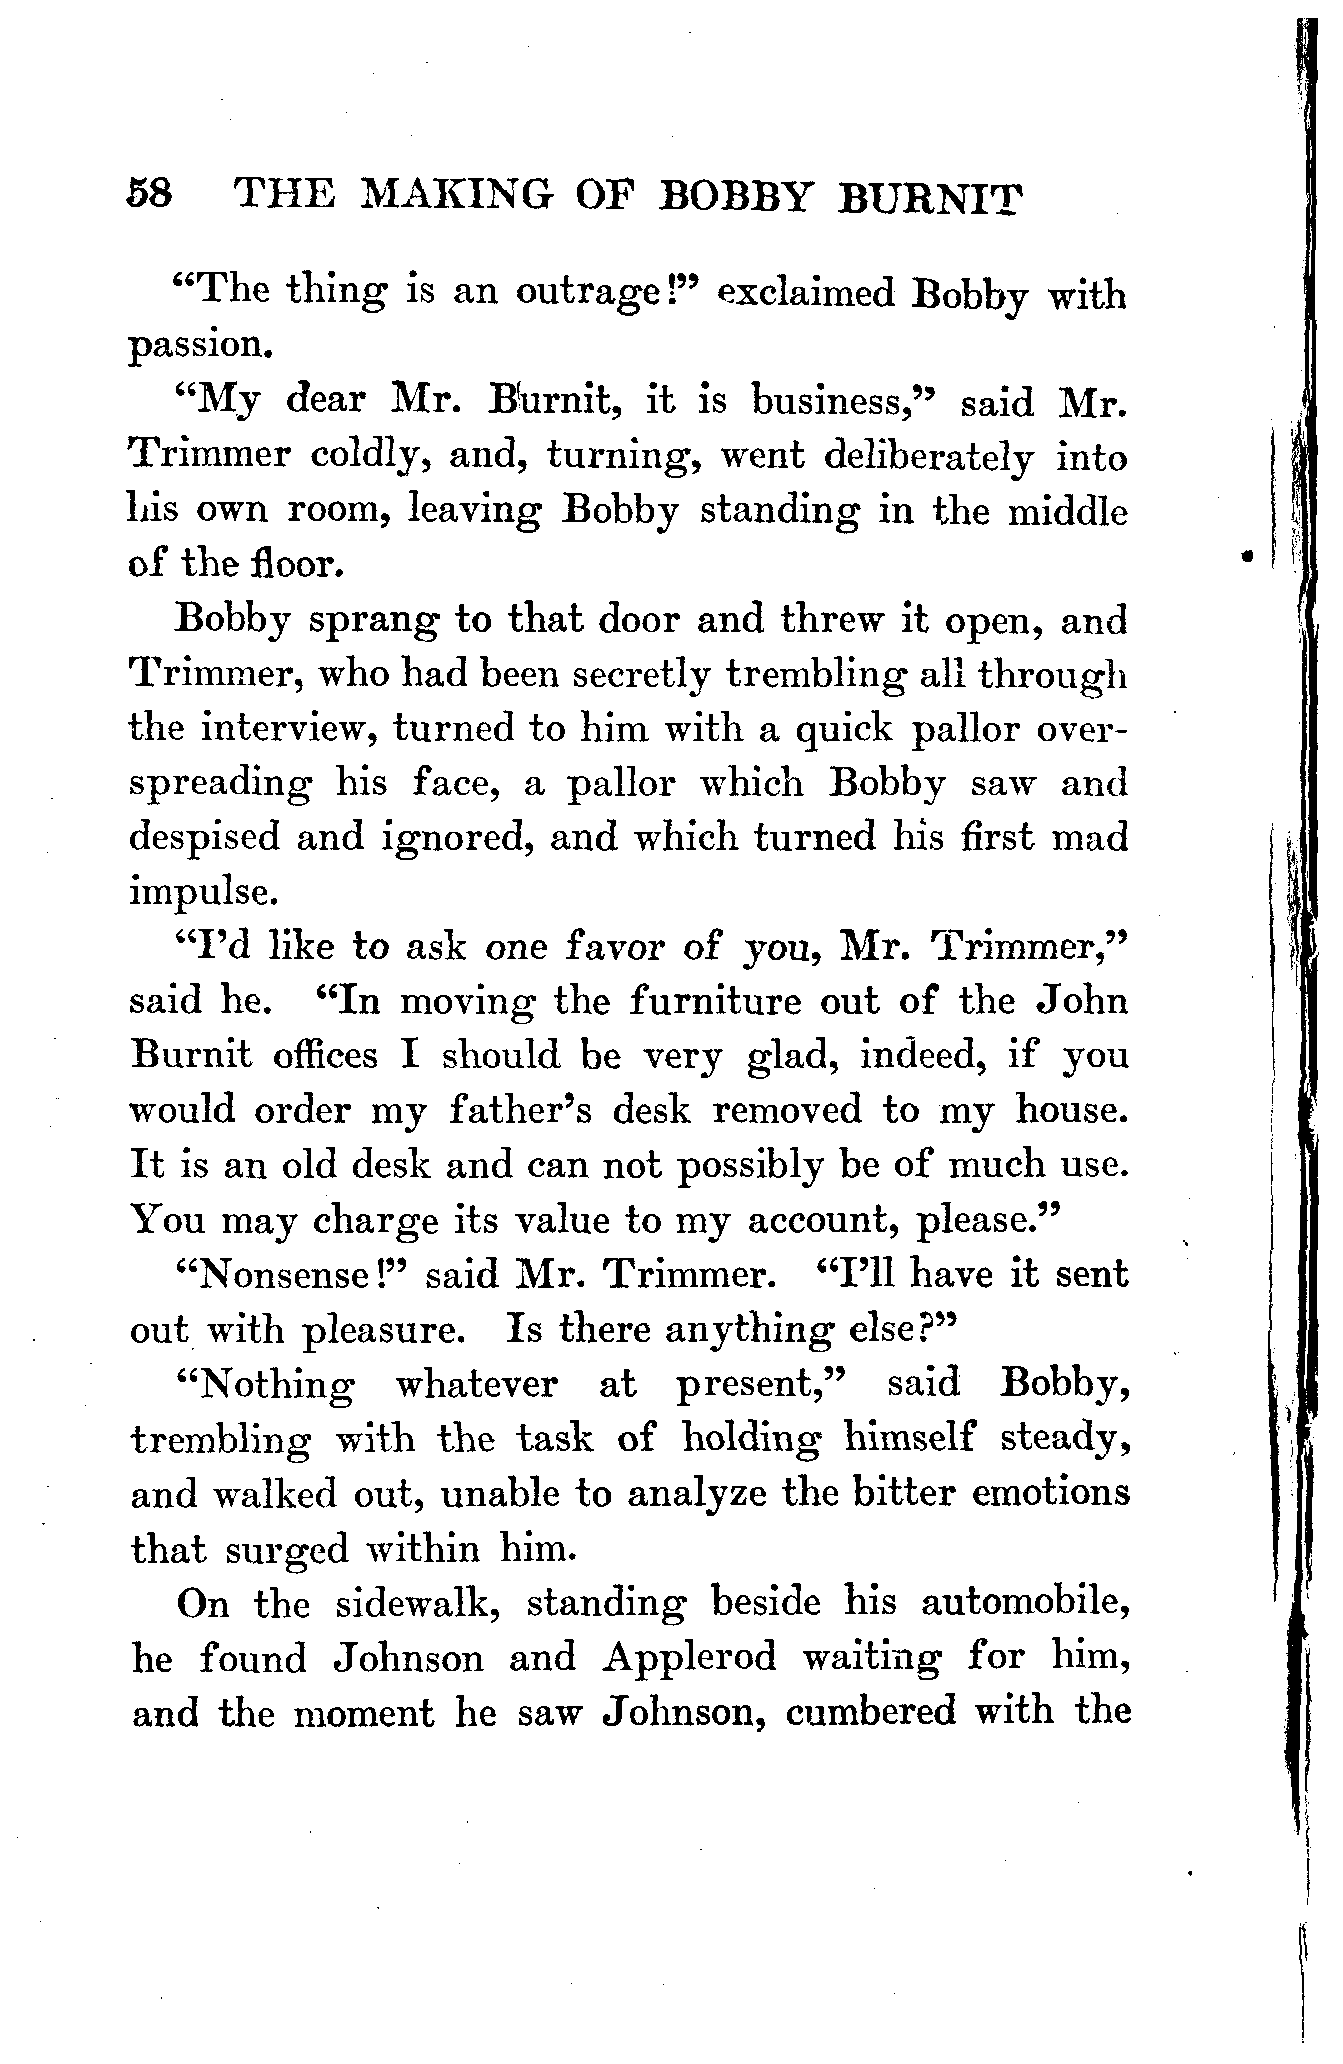 58 THE MAKING OF BOBBY BURNIT
“The thing is an outrage!” exclaimed Bobby with
passion.
“My dear Mr. Burnit, it is business,” said Mr.
Trimmer coldly, and, turning, went deliberately into
his own room, leaving Bobby standing in the middle
of the floor.
Bobby sprang to that door and threw it open, and
Trimmer, who had been secretly trembling all through
the interview, turned to him with a quick pallor over-
spreading his face, a pallor which Bobby saw and
despised and ignored, and which turned his first mad
impulse.
“I’d like to ask one favor of you, Mr. Trimmer,”
said he. “In moving the furniture out of the John
Burnit offices I should be very glad, indeed, if you
would order my father’s desk removed to my house.
It is an old desk and can not possibly be of much use.
You may charge its value to my account, please.”
“Nonsense!” said Mr. Trimmer. “I’ll have it sent
out with pleasure. Is there anything else?”
“Nothing whatever at present,” said Bobby,
trembling with the task of holding himself steady,
and walked out, unable to analyze the bitter emotions
that surged within him.
On the sidewalk, standing beside his automobile,
he found Johnson and Applerod waiting for him,
and the moment he saw Johnson, cumbered with the